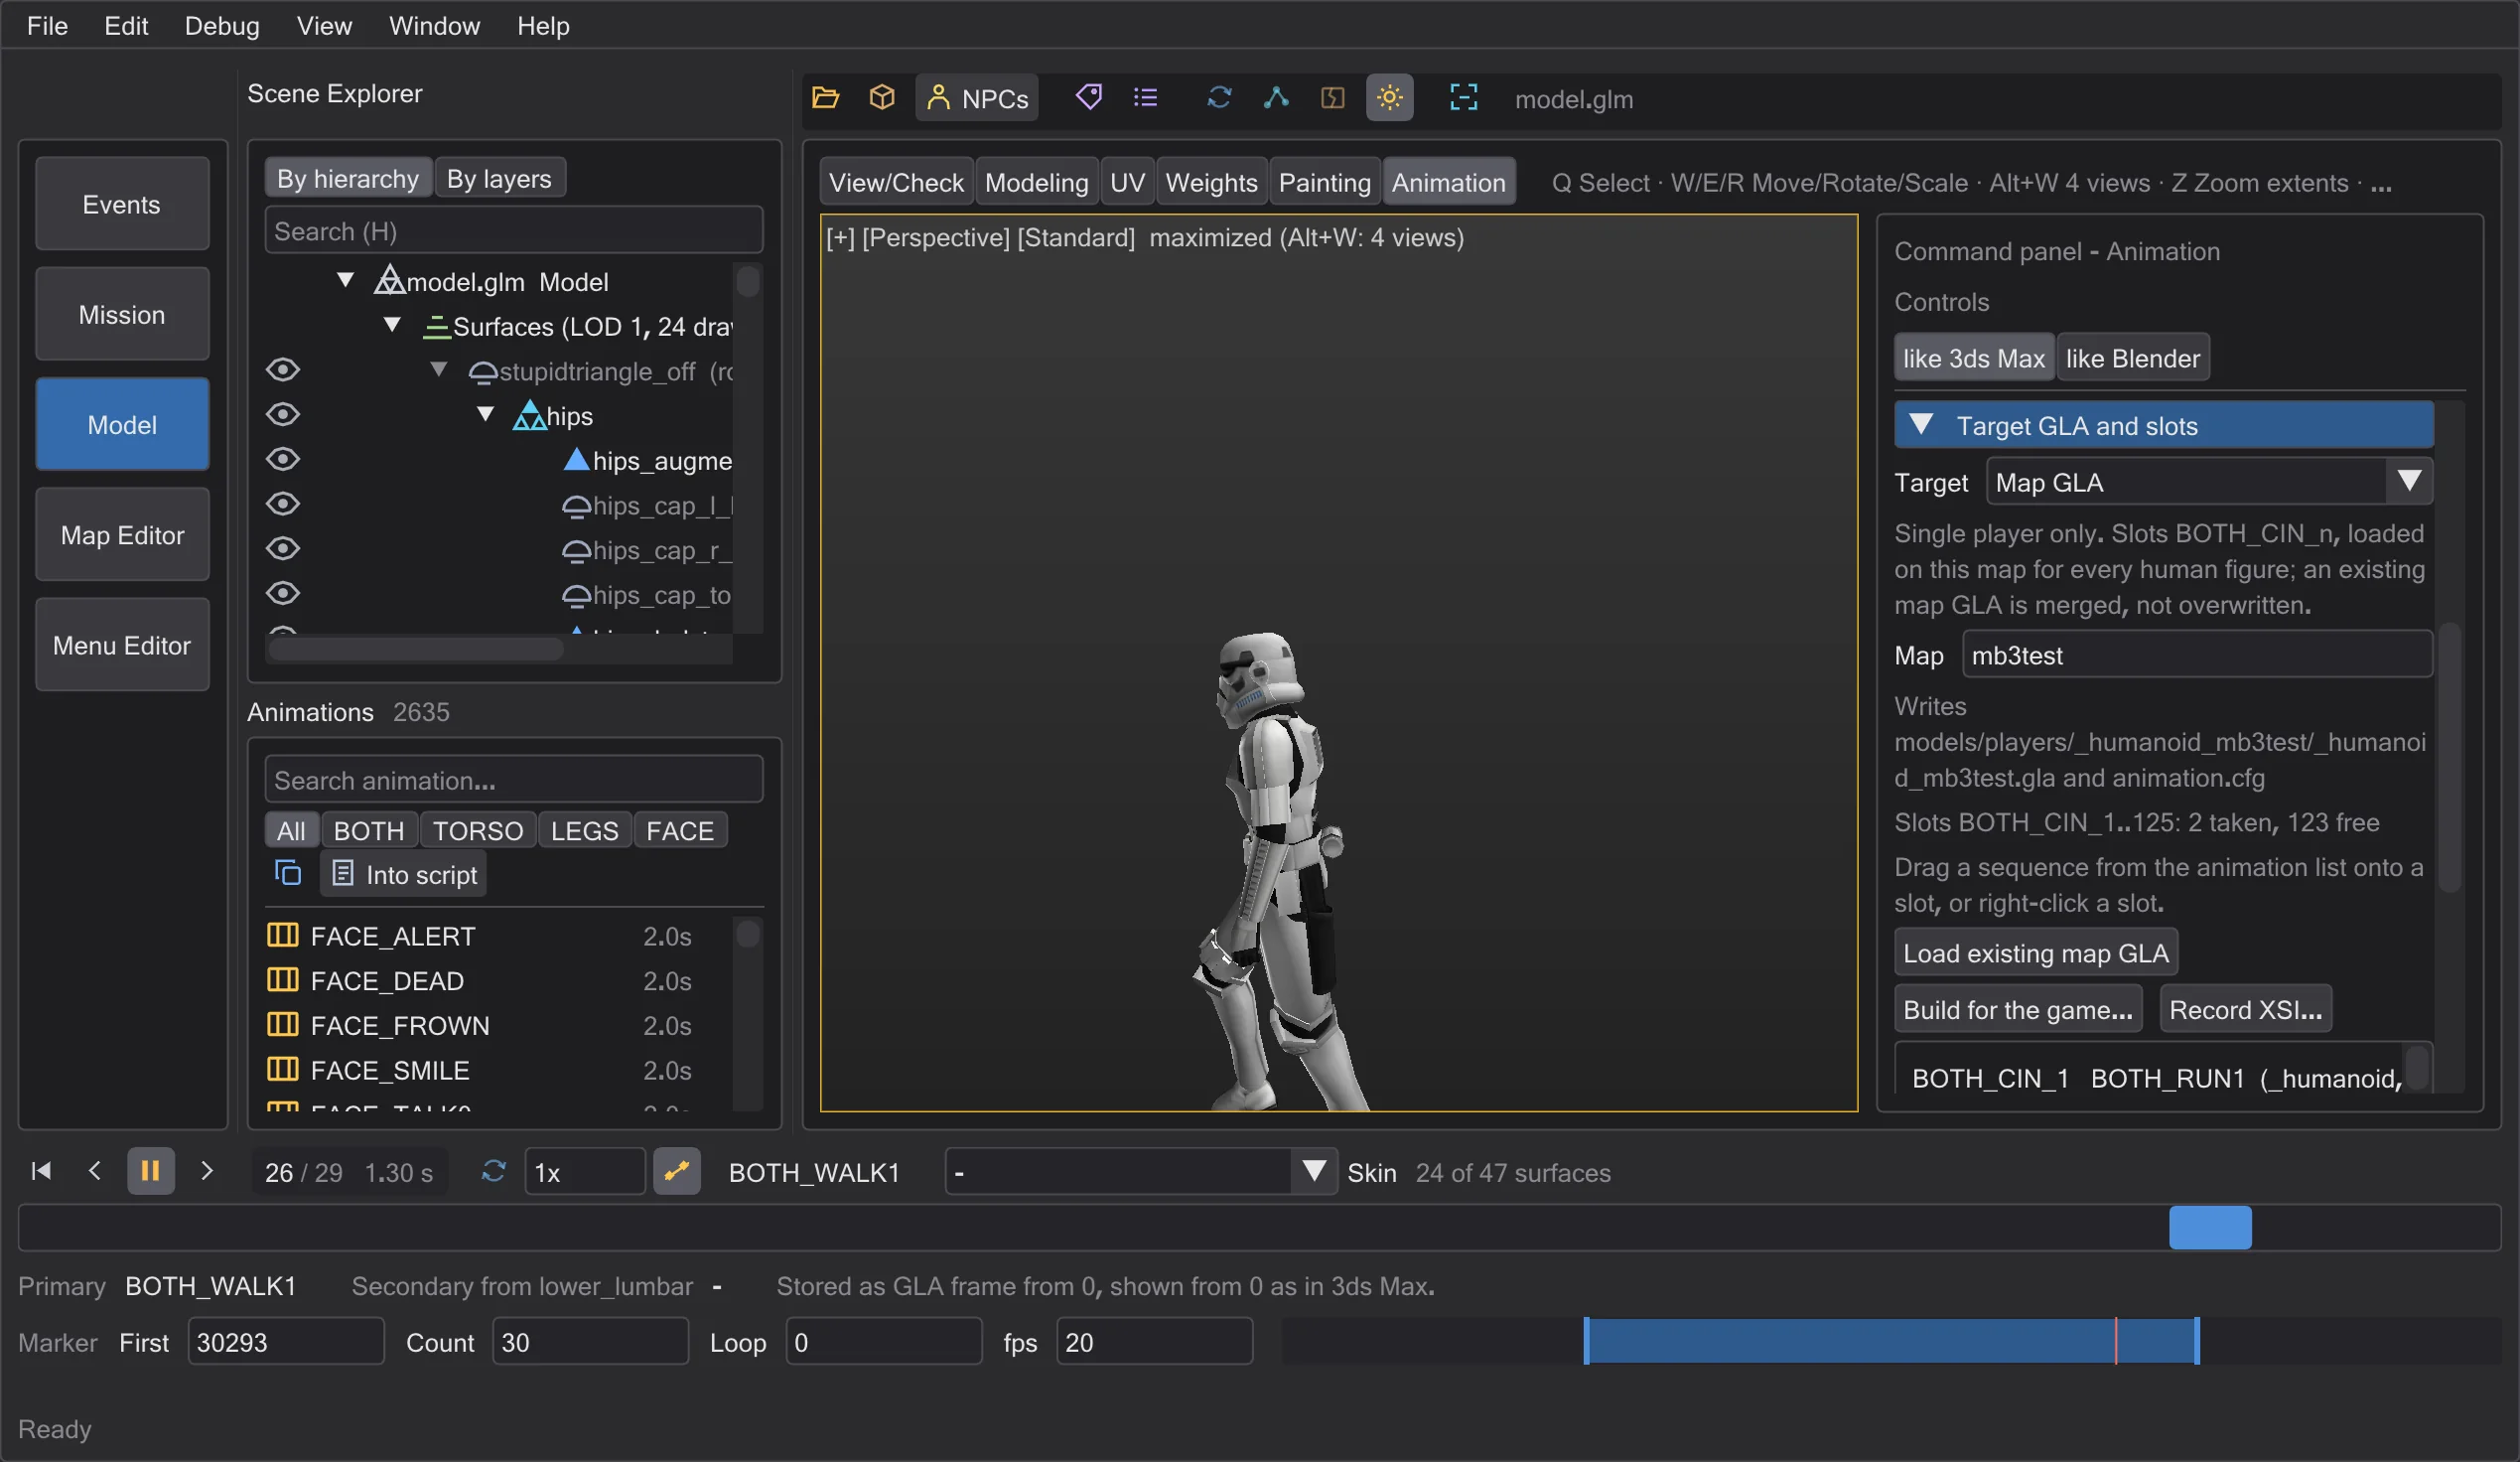 File Edit Debug View Window Help
Scene Explorer
NPCs model.glm
Events
Mission
Model
Map Editor
Menu Editor
By hierarchy By layers
Search (H)
model.glm Model
Surfaces (LOD 1, 24
stupidtriangle_off
hips
hips_augme
hips_cap_l_
hips_cap_r_
hips_cap_to
Animations 2635
Search animation...
All BOTH TORSO LEGS FACE
Into script
FACE_ALERT 2.0s
FACE_DEAD 2.0s
FACE_FROWN 2.0s
FACE_SMILE 2.0s
View/Check Modeling UV Weights Painting Animation Q Select · W/E/R Move/Rotate/Scale · Alt+W 4 views · Z Zoom extents · ...
[+] [Perspective] [Standard] maximized (Alt+W: 4 views)
Command panel - Animation
Controls
like 3ds Max like Blender
Target GLA and slots
Target Map GLA
Single player only. Slots BOTH_CIN_n, loaded
on this map for every human figure; an existing
map GLA is merged, not overwritten.
Map mb3test
Writes
models/players/_humanoid_mb3test/_humanoi
d_mb3test.gla and animation.cfg
Slots BOTH_CIN_1..125: 2 taken, 123 free
Drag a sequence from the animation list onto a
slot, or right-click a slot.
Load existing map GLA
Build for the game... Record XSI...
BOTH_CIN_1 BOTH_RUN1 (_humanoid,
26 / 29 1.30 s 1x BOTH_WALK1 - Skin 24 of 47 surfaces
Primary BOTH_WALK1 Secondary from lower_lumbar - Stored as GLA frame from 0, shown from 0 as in 3ds Max.
Marker First 30293 Count 30 Loop 0 fps 20
Ready